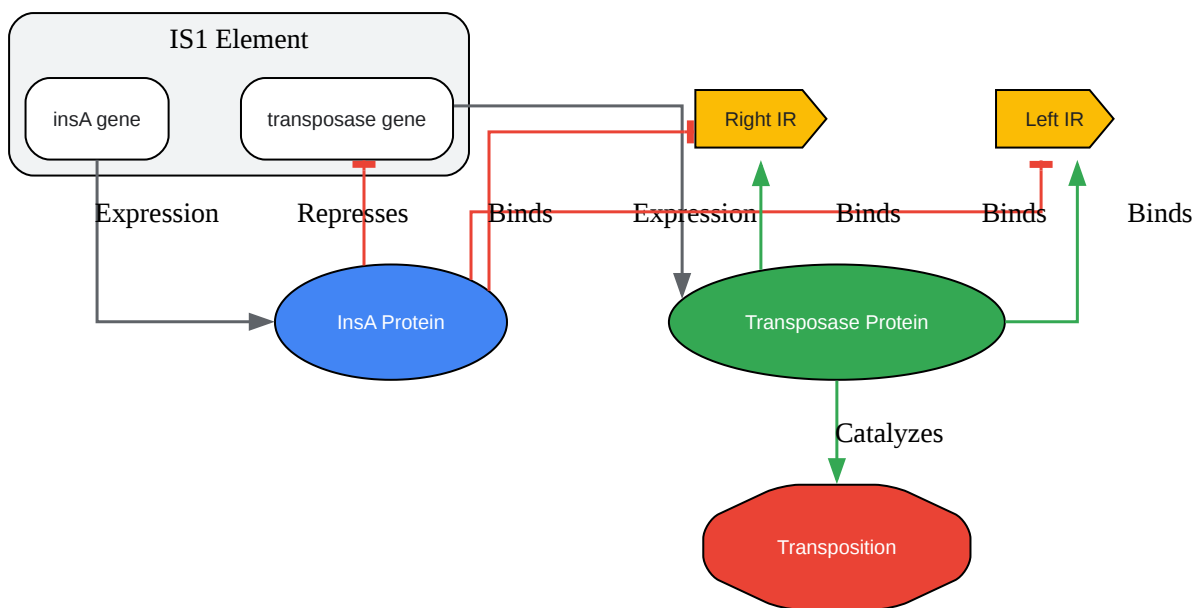 IS1 Element
insA gene
transposase gene
Right IR
Left IR
Expression
Represses
Binds
Expression
Binds
Binds
Binds
InsA Protein
Transposase Protein
Catalyzes
Transposition